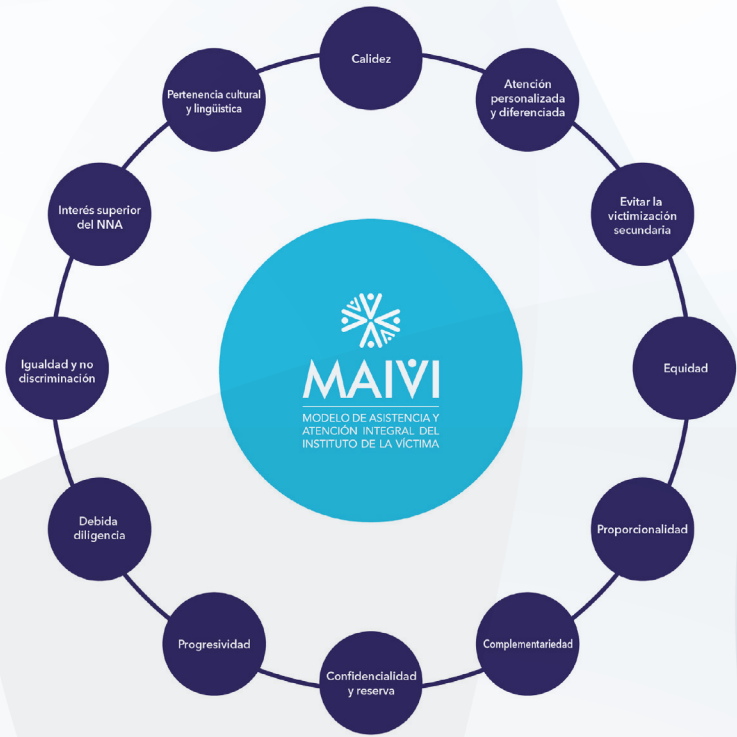 Calidez
Atención
personalizada
y diferenciada
Evitar la
victimización
secundaria
Equidad
Proporcionalidad
Complementariedad
Confidencialidad
y reserva
Progresividad
Debida
diligencia
Igualdad y no
discriminación
Interés superior
del NNA
Pertenencia cultural
y lingüistica
MAIVI
MODELO DE ASISTENCIA Y
ATENCIÓN INTEGRAL DEL
INSTITUTO DE LA VÍCTIMA